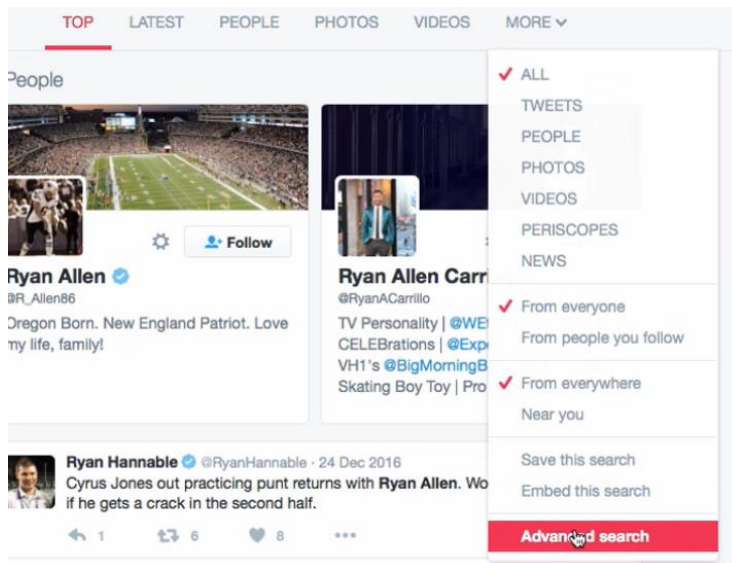 TOP LATEST PEOPLE PHOTOS VIDEOS MORE
People
Follow
Ryan Allen
@R_Allen86
Oregon Born. New England Patriot. Love
my life, family!
Ryan Allen Carri
@RyanACarrillo
TV Personality | @WEt
CELEBrations | @Expe
VH1's @BigMorningB
Skating Boy Toy | Pro
Ryan Hannable @RyanHannable · 24 Dec 2016
Cyrus Jones out practicing punt returns with Ryan Allen. Wo
if he gets a crack in the second half.
1 6 8
ALL
TWEETS
PEOPLE
PHOTOS
VIDEOS
PERISCOPES
NEWS
From everyone
From people you follow
From everywhere
Near you
Save this search
Embed this search
Advanced search